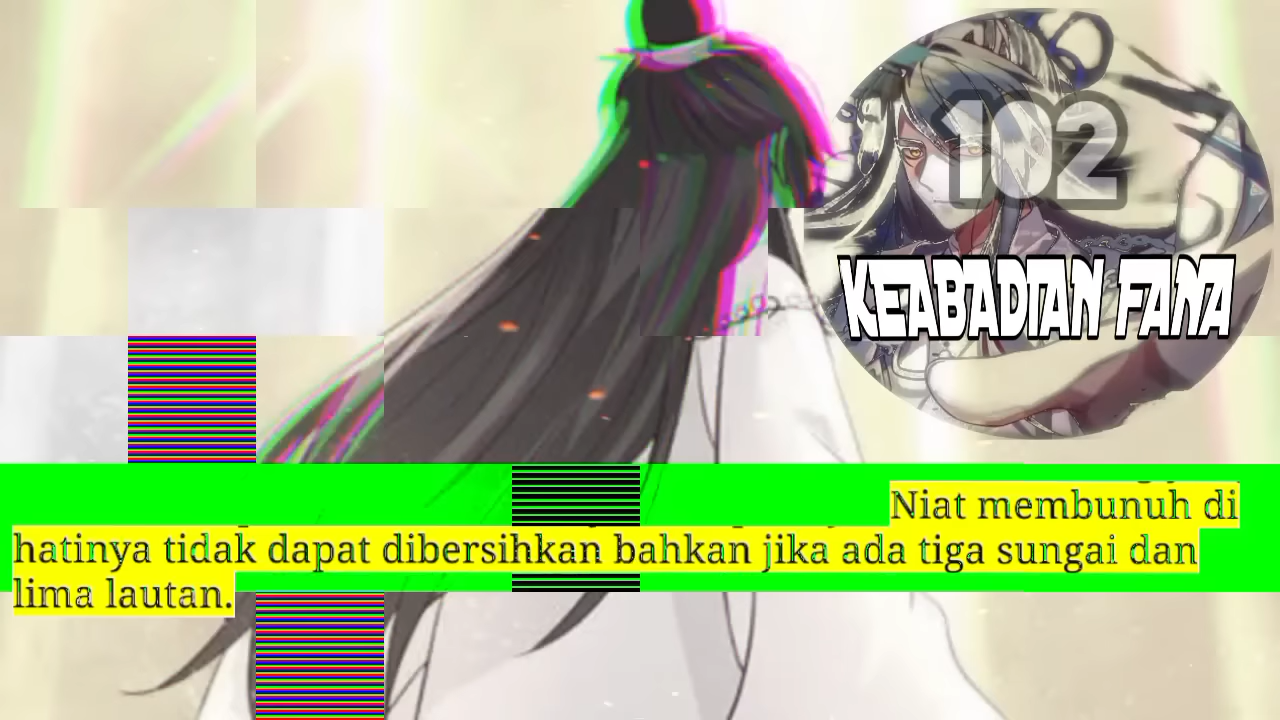 102
KEABADIAN FANA
Niat membunuh di
hatinya tidak dapat dibersihkan bahkan jika ada tiga sungai dan
lima lautan.